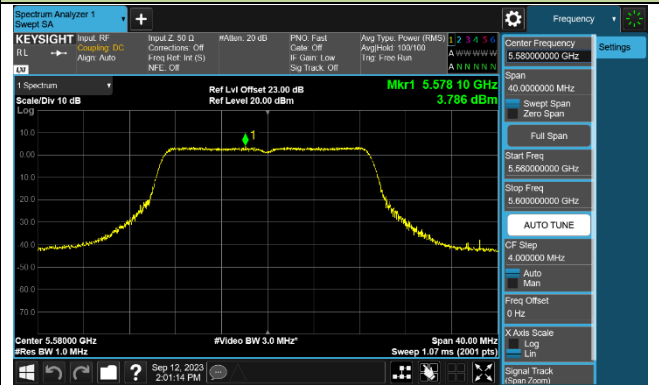 Spectrum Analyzer 1
Swept SA
+
Frequency
KEYSIGHT
RL
Input: RF
Coupling: DC
Align: Auto
Input Z: 50 Ω
Corrections: Off
Freq Ref: Int (S)
NFE: Off
#Atten: 20 dB
PNO: Fast
Gate: Off
IF Gain: Low
Sig Track: Off
Avg Type: Power (RMS)
Avg|Hold: 100/100
Trig: Free Run
1 2 3 4 5 6
A W W W W W
A N N N N N
1 Spectrum
Scale/Div 10 dB
Log
Ref Lvl Offset 23.00 dB
Ref Level 20.00 dBm
Mkr1 5.578 10 GHz
3.786 dBm
1
10.0
0.00
-10.0
-20.0
-30.0
-40.0
-50.0
-60.0
-70.0
Center 5.58000 GHz
#Res BW 1.0 MHz
#Video BW 3.0 MHz*
Span 40.00 MHz
Sweep 1.07 ms (2001 pts)
Sep 12, 2023
2:01:14 PM
Center Frequency
5.580000000 GHz
Settings
Span
40.0000000 MHz
Swept Span
Zero Span
Full Span
Start Freq
5.560000000 GHz
Stop Freq
5.600000000 GHz
AUTO TUNE
CF Step
4.000000 MHz
Auto
Man
Freq Offset
0 Hz
X Axis Scale
Log
Lin
Signal Track
(Span Zoom)